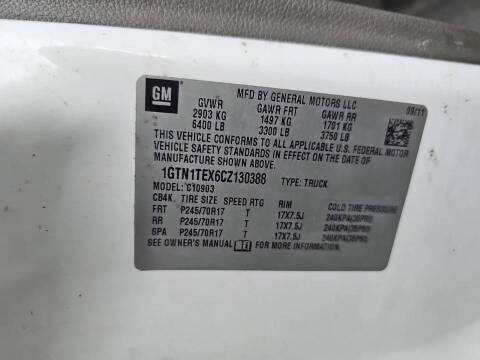 GM
MFD BY GENERAL MOTORS LLC
09/11
GVWR GAWR FRT GAWR RR
2903 KG 1497 KG 1701 KG
6400 LB 3300 LB 3750 LB
THIS VEHICLE CONFORMS TO ALL APPLICABLE U.S. FEDERAL MOTOR
VEHICLE SAFETY STANDARDS IN EFFECT ON THE DATE OF
MANUFACTURE SHOWN ABOVE.
1GTN1TEX6CZ130388 TYPE: TRUCK
MODEL: C10903
CB4K TIRE SIZE SPEED RTG RIM COLD TIRE PRESSURE
FRT P245/70R17 T 17X7.5J 240KPA(35PSI)
RR P245/70R17 T 17X7.5J 240KPA(35PSI)
SPA P245/70R17 T 17X7.5J 240KPA(35PSI)
SEE OWNER'S MANUAL i FOR MORE INFORMATION.